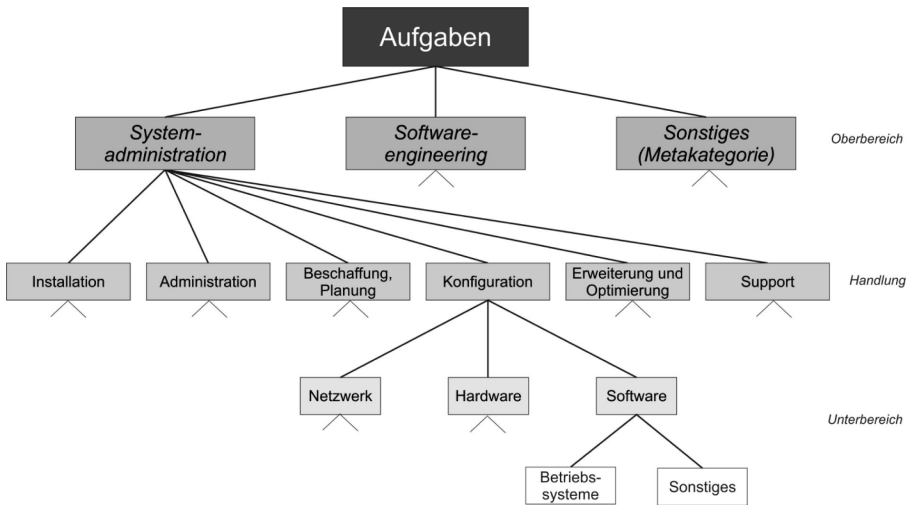 Aufgaben
System-
administration
Software-
engineering
Sonstiges
(Metakategorie)
Oberbereich
Installation
Administration
Beschaffung,
Planung
Konfiguration
Erweiterung und
Optimierung
Support
Handlung
Netzwerk
Hardware
Software
Unterbereich
Betriebs-
systeme
Sonstiges